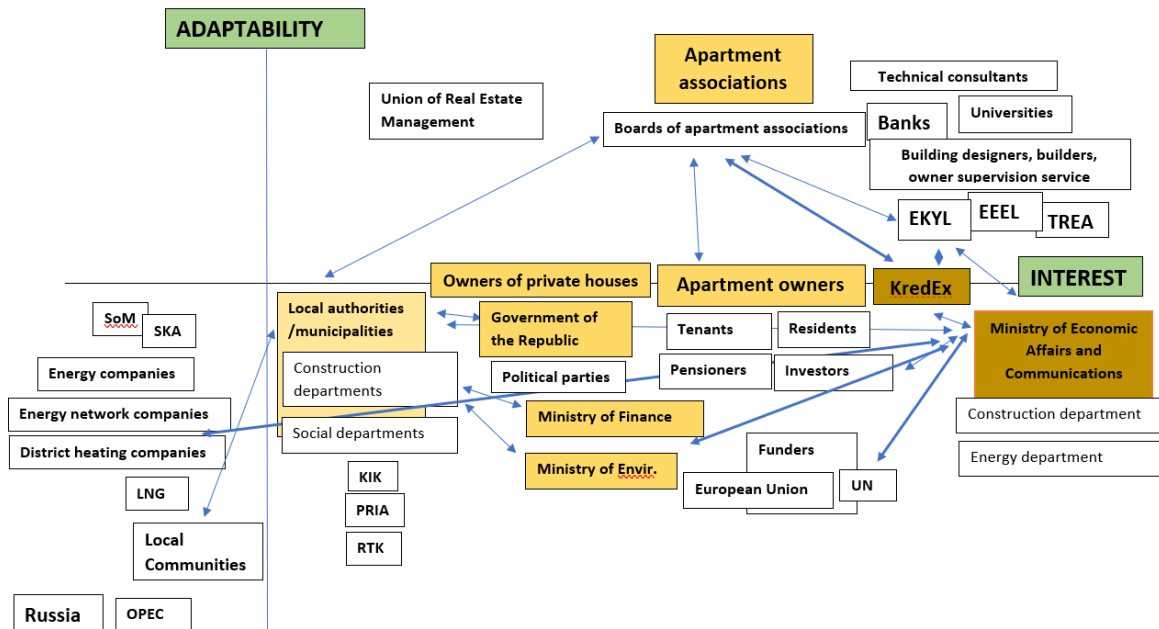 ADAPTABILITY
Apartment
associations
Technical consultants
Union of Real Estate
Management
Boards of apartment associations
Banks
Universities
Building designers, builders,
owner supervision service
EKYL
EEEL
TREA
Owners of private houses
Apartment owners
KredEx
INTEREST
SoM
SKA
Local authorities
/municipalities
Government of
the Republic
Tenants
Residents
Ministry of Economic
Affairs and
Communications
Energy companies
Construction
departments
Political parties
Pensioners
Investors
Energy network companies
Ministry of Finance
Construction department
District heating companies
Social departments
Funders
Energy department
Ministry of Envir.
KIK
European Union
UN
LNG
PRIA
Local
Communities
RTK
Russia
OPEC